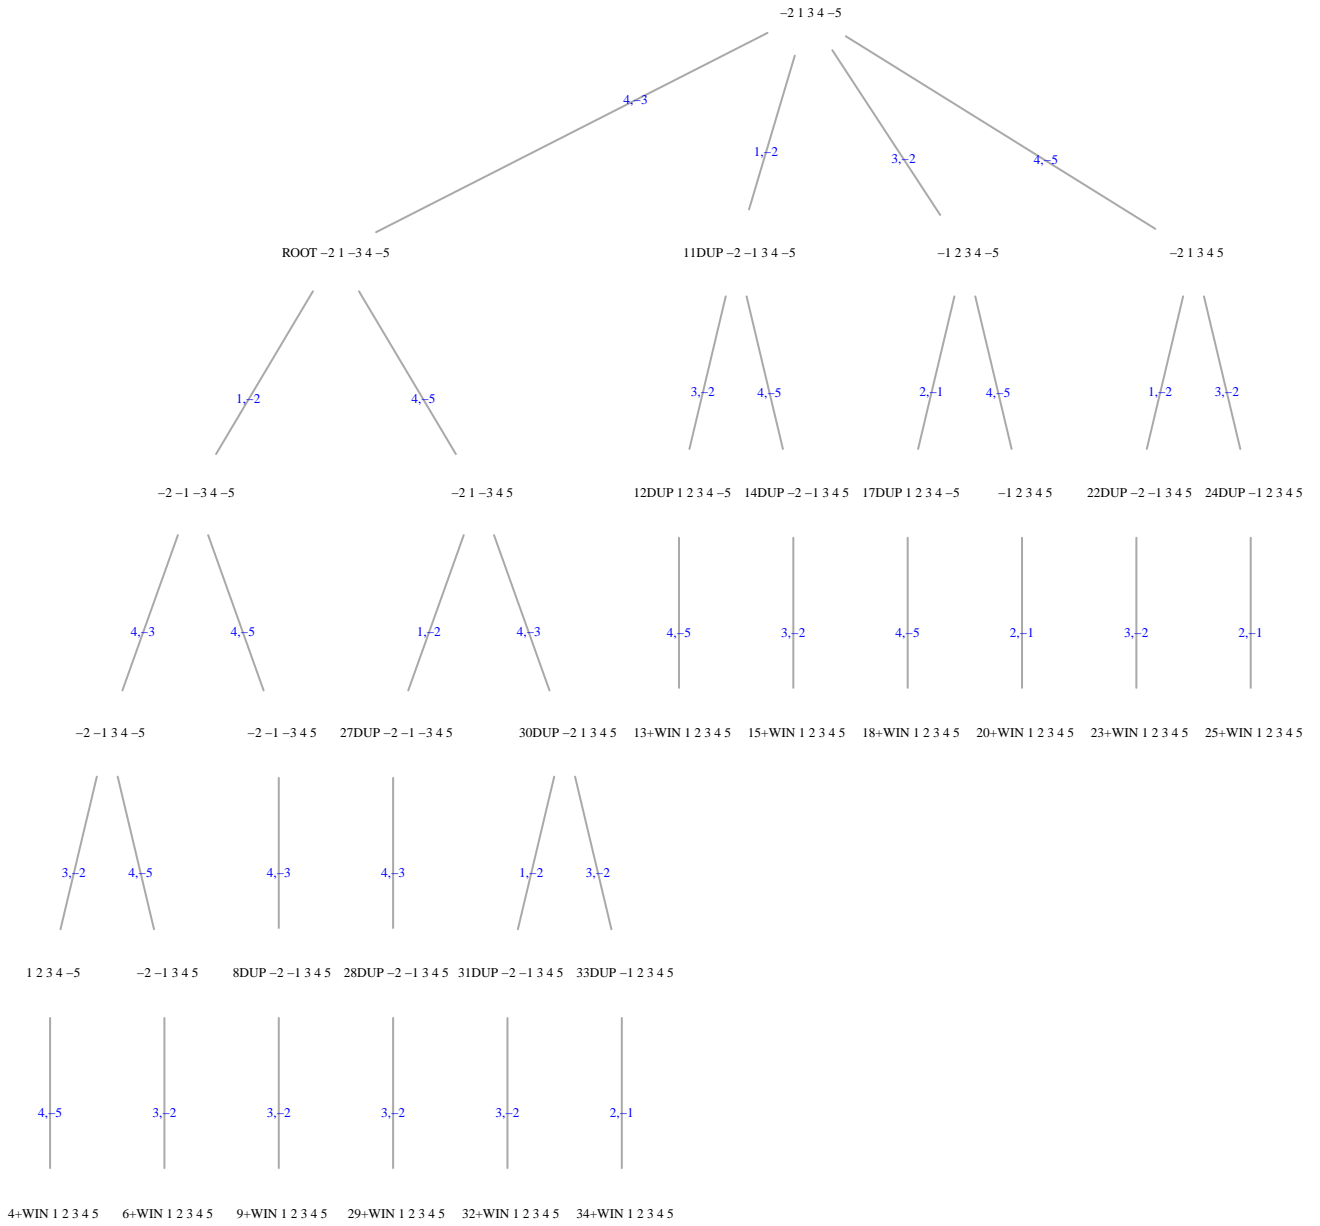 −2 1 3 4 −5
4,−3
1,−2
3,−2
4,−5
ROOT −2 1 −3 4 −5
11DUP −2 −1 3 4 −5
−1 2 3 4 −5
−2 1 3 4 5
1,−2
4,−5
3,−2
4,−5
2,−1
4,−5
1,−2
3,−2
−2 −1 −3 4 −5
−2 1 −3 4 5
12DUP 1 2 3 4 −5
14DUP −2 −1 3 4 5
17DUP 1 2 3 4 −5
−1 2 3 4 5
22DUP −2 −1 3 4 5
24DUP −1 2 3 4 5
4,−3
4,−5
1,−2
4,−3
4,−5
3,−2
4,−5
2,−1
3,−2
2,−1
−2 −1 3 4 −5
−2 −1 −3 4 5
27DUP −2 −1 −3 4 5
30DUP −2 1 3 4 5
13+WIN 1 2 3 4 5
15+WIN 1 2 3 4 5
18+WIN 1 2 3 4 5
20+WIN 1 2 3 4 5
23+WIN 1 2 3 4 5
25+WIN 1 2 3 4 5
3,−2
4,−5
4,−3
4,−3
1,−2
3,−2
1 2 3 4 −5
−2 −1 3 4 5
8DUP −2 −1 3 4 5
28DUP −2 −1 3 4 5
31DUP −2 −1 3 4 5
33DUP −1 2 3 4 5
4,−5
3,−2
3,−2
3,−2
3,−2
2,−1
4+WIN 1 2 3 4 5
6+WIN 1 2 3 4 5
9+WIN 1 2 3 4 5
29+WIN 1 2 3 4 5
32+WIN 1 2 3 4 5
34+WIN 1 2 3 4 5